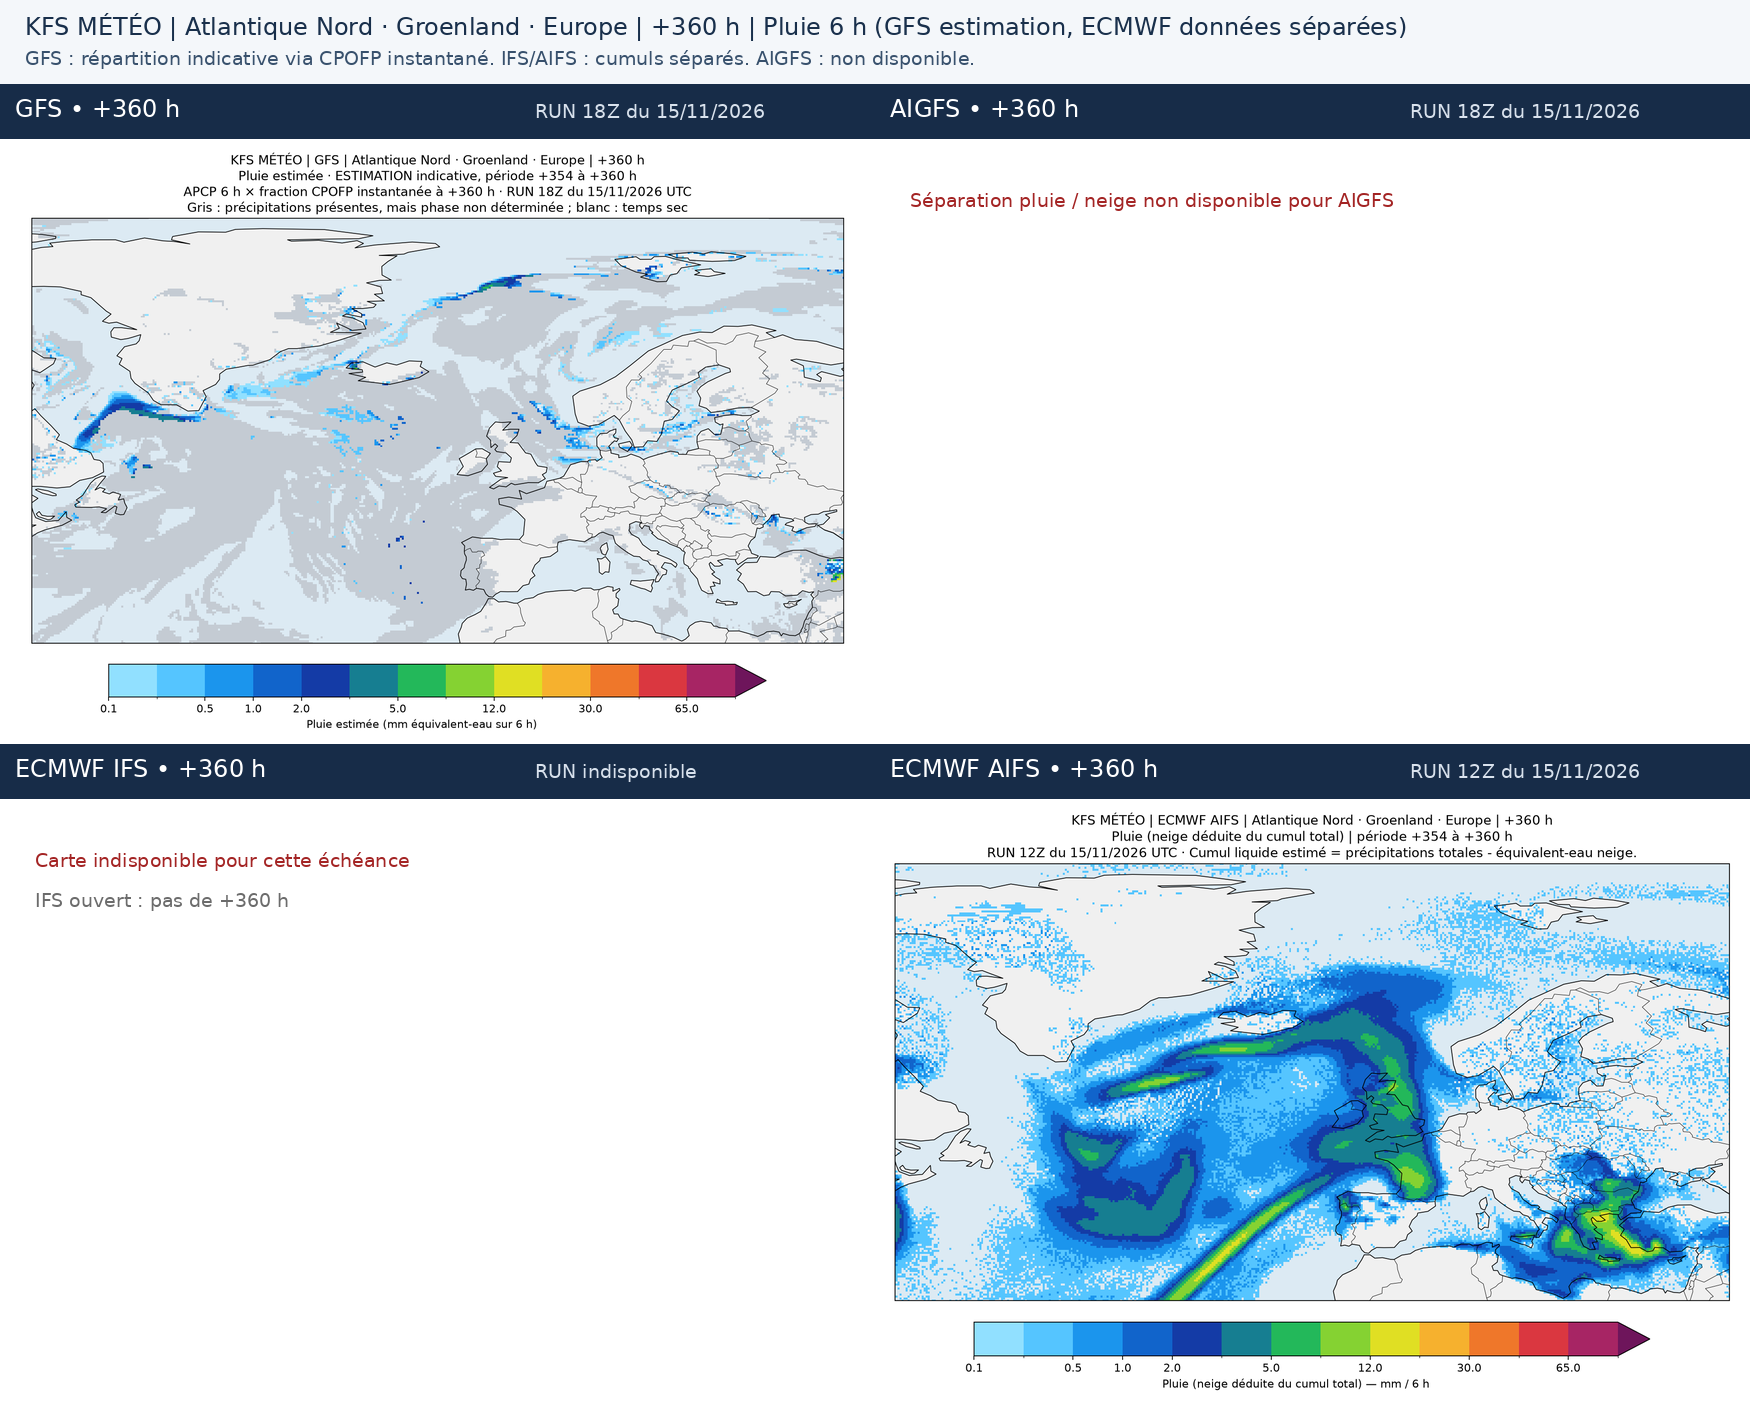 KFS MÉTÉO | Atlantique Nord · Groenland · Europe | +360 h | Pluie 6 h (GFS estimation, ECMWF données séparées)
GFS : répartition indicative via CPOFP instantané. IFS/AIFS : cumuls séparés. AIGFS : non disponible.
GFS • +360 h
RUN 18Z du 15/11/2026
AIGFS • +360 h
RUN 18Z du 15/11/2026
KFS MÉTÉO | GFS | Atlantique Nord · Groenland · Europe | +360 h
Pluie estimée · ESTIMATION indicative, période +354 à +360 h
APCP 6 h × fraction CPOFP instantanée à +360 h · RUN 18Z du 15/11/2026 UTC
Gris : précipitations présentes, mais phase non déterminée ; blanc : temps sec
Séparation pluie / neige non disponible pour AIGFS
0.1 0.5 1.0 2.0 5.0 12.0 30.0 65.0
Pluie estimée (mm équivalent-eau sur 6 h)
ECMWF IFS • +360 h
RUN indisponible
ECMWF AIFS • +360 h
RUN 12Z du 15/11/2026
Carte indisponible pour cette échéance
IFS ouvert : pas de +360 h
KFS MÉTÉO | ECMWF AIFS | Atlantique Nord · Groenland · Europe | +360 h
Pluie (neige déduite du cumul total) | période +354 à +360 h
RUN 12Z du 15/11/2026 UTC · Cumul liquide estimé = précipitations totales - équivalent-eau neige.
0.1 0.5 1.0 2.0 5.0 12.0 30.0 65.0
Pluie (neige déduite du cumul total) — mm / 6 h